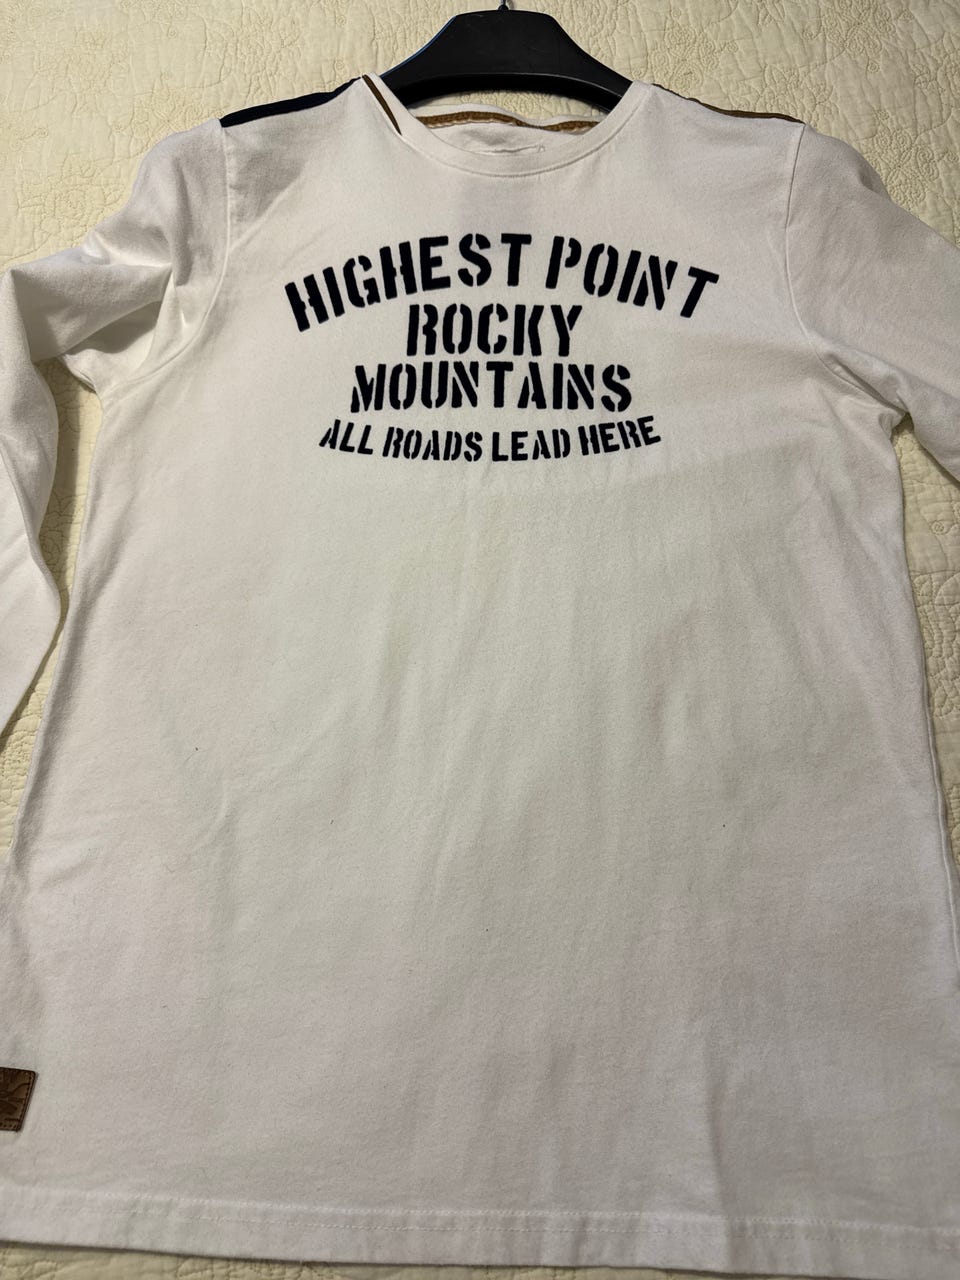 HIGHEST POINT
ROCKY
MOUNTAINS
ALL ROADS LEAD HERE